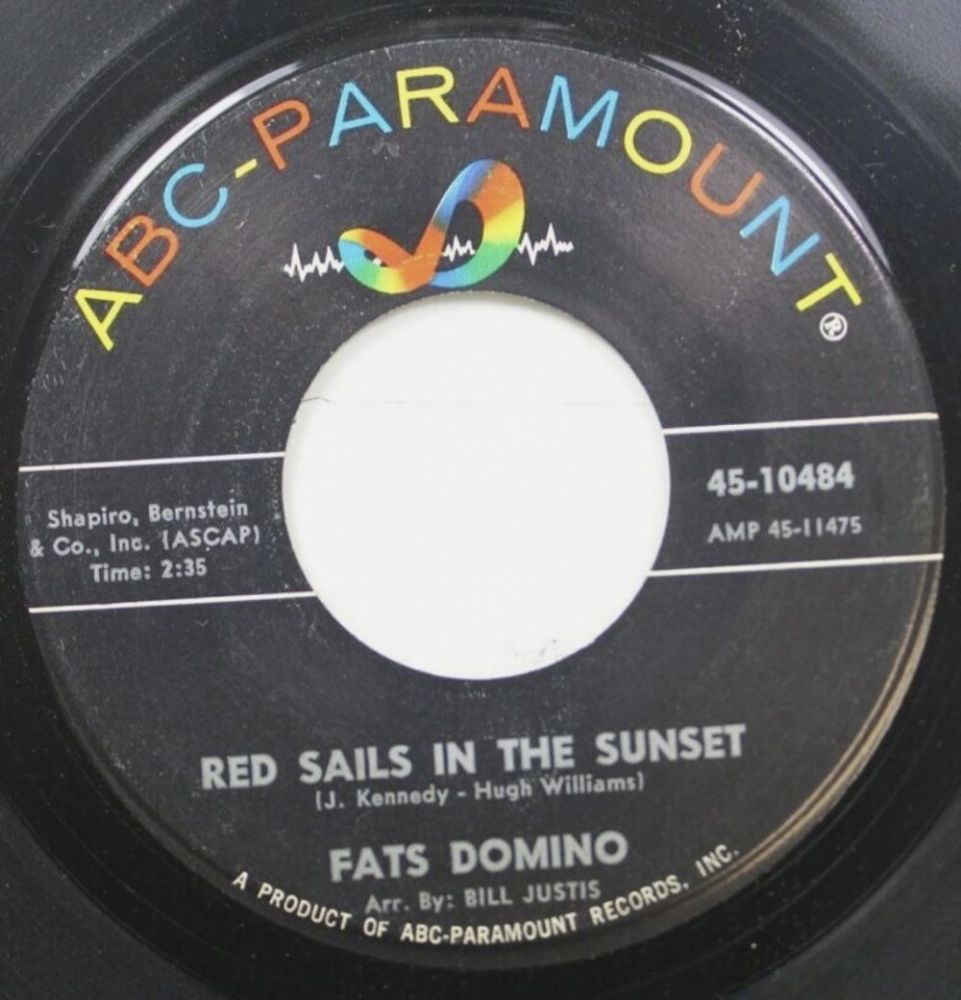 ABC-PARAMOUNT®
Shapiro, Bernstein
& Co., Inc. (ASCAP)
Time: 2:35
45-10484
AMP 45-11475
RED SAILS IN THE SUNSET
(J. Kennedy - Hugh Williams)
FATS DOMINO
Arr. By: BILL JUSTIS
A PRODUCT OF ABC-PARAMOUNT RECORDS, INC.